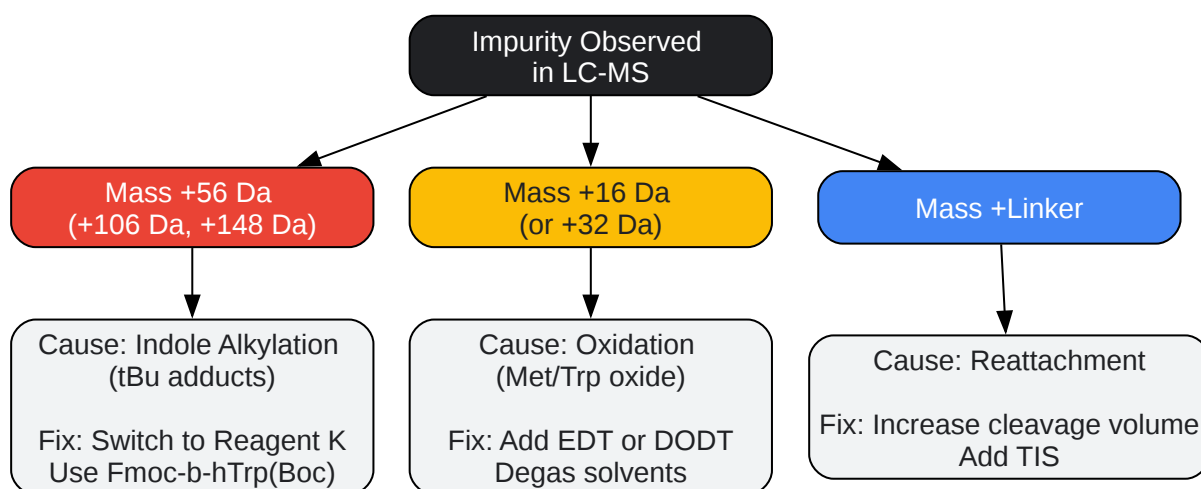 Impurity Observed
in LC-MS
Mass +56 Da
(+106 Da, +148 Da)
Mass +16 Da
(or +32 Da)
Mass +Linker
Cause: Indole Alkylation
(tBu adducts)
Fix: Switch to Reagent K
Use Fmoc-b-hTrp(Boc)
Cause: Oxidation
(Met/Trp oxide)
Fix: Add EDT or DODT
Degas solvents
Cause: Reattachment
Fix: Increase cleavage volume
Add TIS